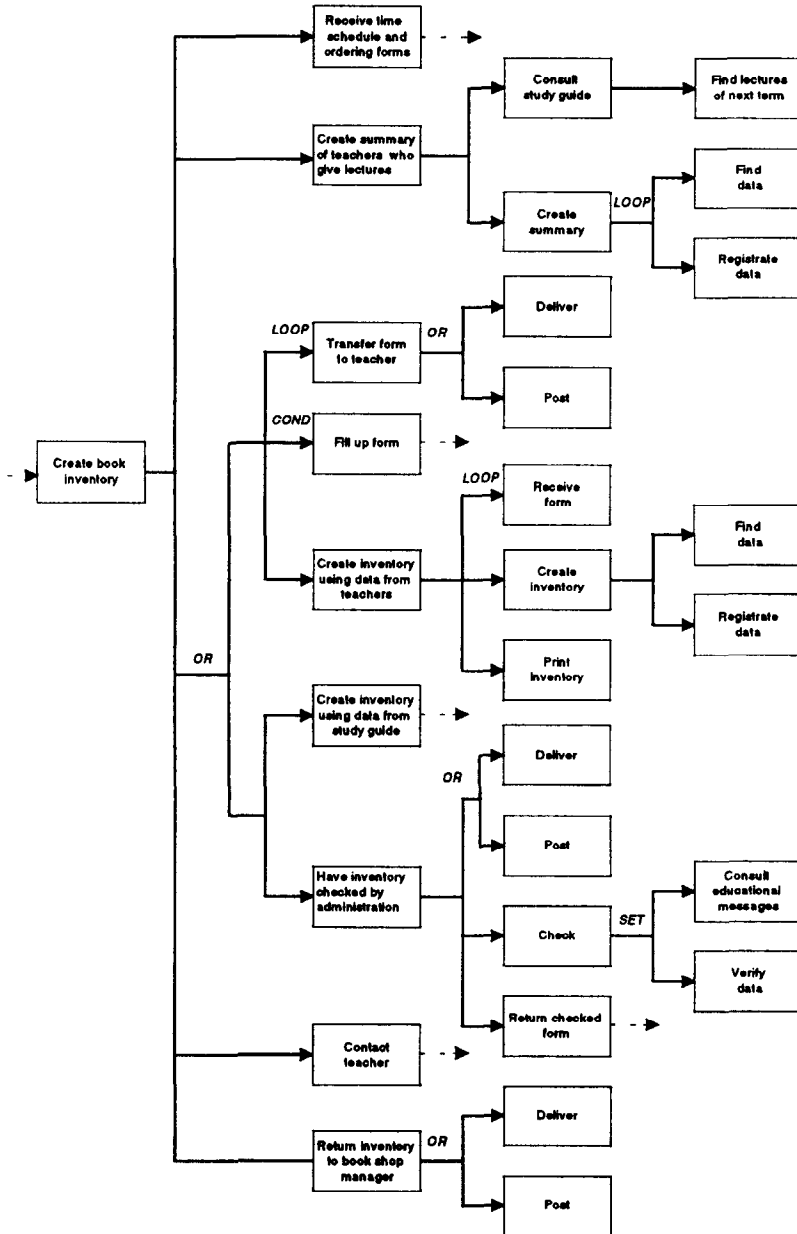 Receive time
schedule and
ordering forms
Consult
study guide
Find lectures
of next term
Create summary
of teachers who
give lectures
Find
data
LOOP
Create
summary
Registrate
data
Deliver
LOOP
OR
Transfer form
to teacher
Post
COND
Fill up form
Create book
inventory
LOOP
Receive
form
Find
data
Create inventory
using data from
teachers
Create
inventory
Registrate
data
OR
Print
inventory
Create inventory
using data from
study guide
Deliver
OR
Post
Have inventory
checked by
administration
Consult
educational
messages
Check
SET
Verify
data
Return checked
form
Contact
teacher
Deliver
Return inventory
to book shop
manager
OR
Post